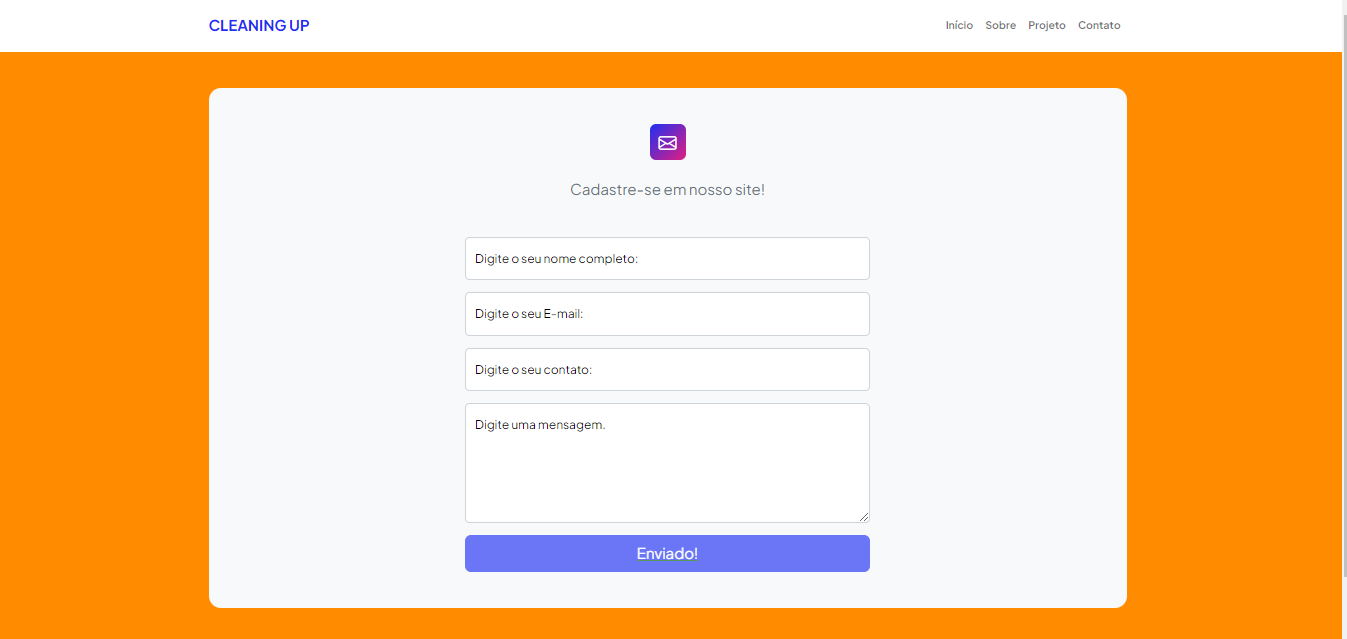 CLEANING UP
Início Sobre Projeto Contato
Cadastre-se em nosso site!
Digite o seu nome completo:
Digite o seu E-mail:
Digite o seu contato:
Digite uma mensagem.
Enviado!